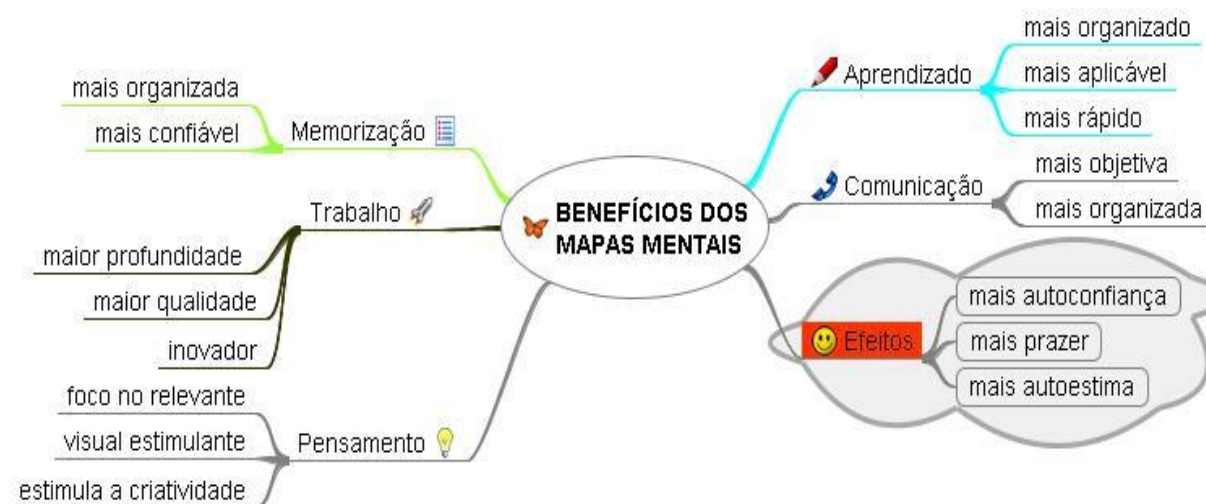 BENEFÍCIOS DOS
MAPAS MENTAIS
Memorização
mais organizada
mais confiável
Trabalho
maior profundidade
maior qualidade
inovador
Pensamento
foco no relevante
visual estimulante
estimula a criatividade
Aprendizado
mais organizado
mais aplicável
mais rápido
Comunicação
mais objetiva
mais organizada
Efeitos
mais autoconfiança
mais prazer
mais autoestima